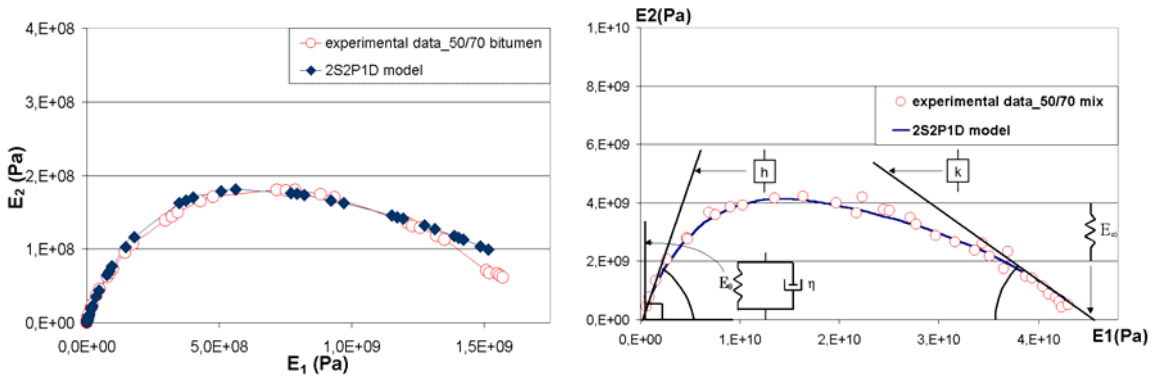 4,E+08
3,E+08
2,E+08
1,E+08
0,E+00
E2 (Pa)
experimental data_50/70 bitumen
2S2P1D model
0,0E+00
5,0E+08
1,0E+09
1,5E+09
E1 (Pa)
E2(Pa)
1,E+10
8,E+09
6,E+09
4,E+09
2,E+09
0,E+00
experimental data_50/70 mix
2S2P1D model
h
k
E∞
E0
η
0,E+00
1,E+10
2,E+10
3,E+10
4,E+10
E1(Pa)